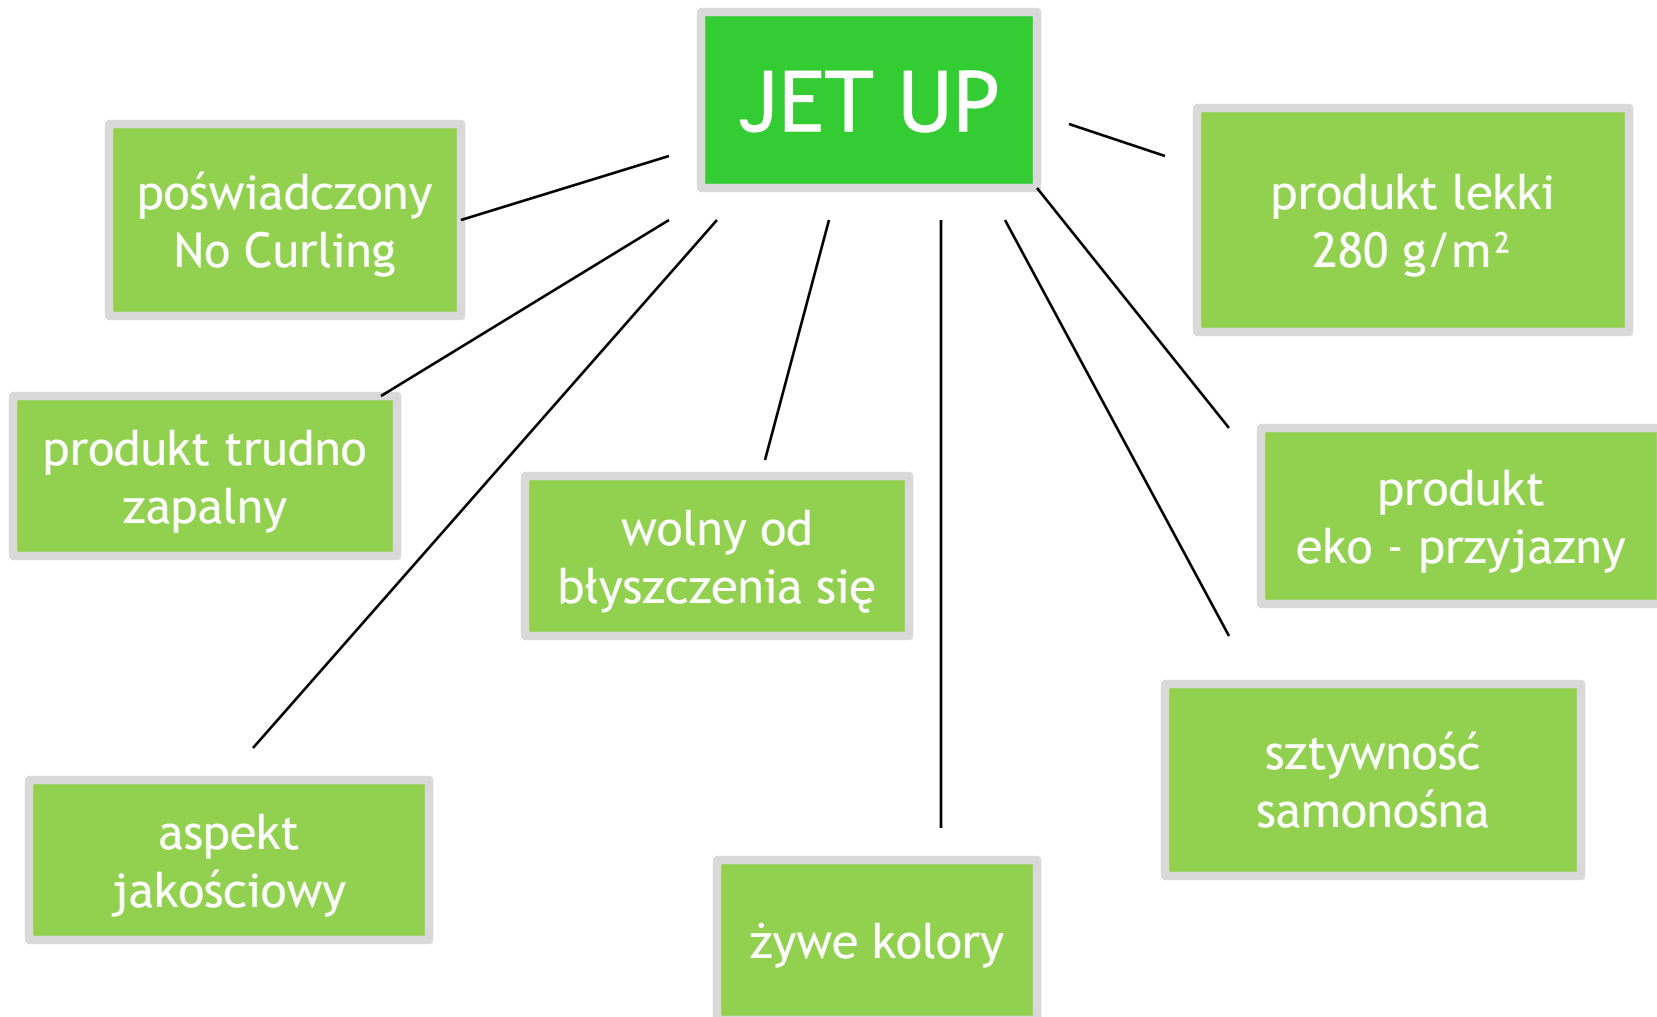 JET UP
poświadczony
No Curling
produkt lekki
280 g/m²
produkt trudno
zapalny
wolny od
błyszczenia się
produkt
eko - przyjazny
sztywność
samonośna
aspekt
jakościowy
żywe kolory